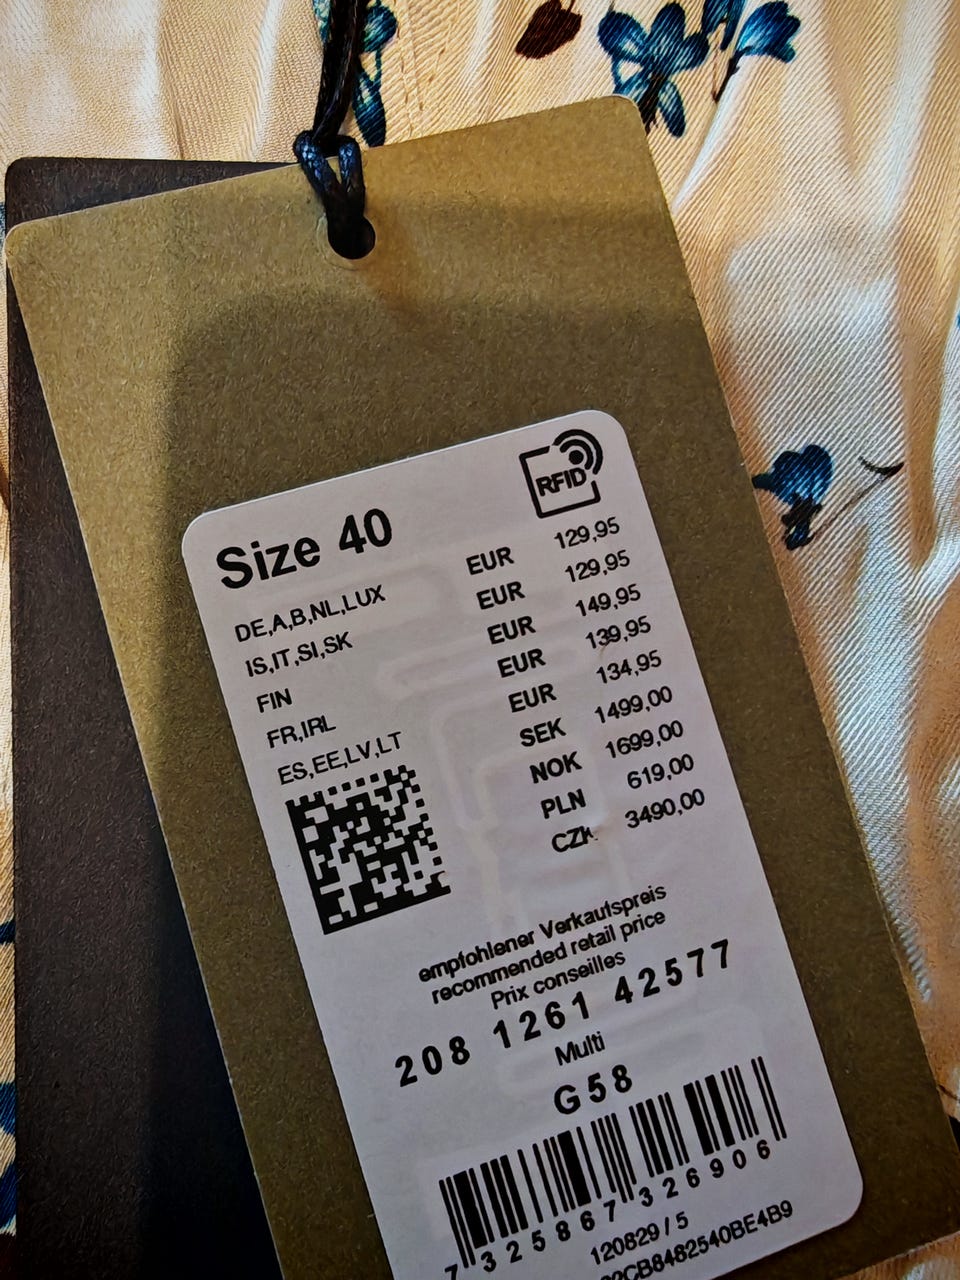 RFID
Size 40
DE,A,B,NL,LUX EUR 129,95
IS,IT,SI,SK EUR 129,95
FIN EUR 149,95
FR,IRL EUR 139,95
ES,EE,LV,LT EUR 134,95
SEK 1499,00
NOK 1699,00
PLN 619,00
CZK 3490,00
empfohlener Verkaufspreis
recommended retail price
Prix conseilles
208 1261 42577
Multi
G58
7 325867 326906
120829 / 5